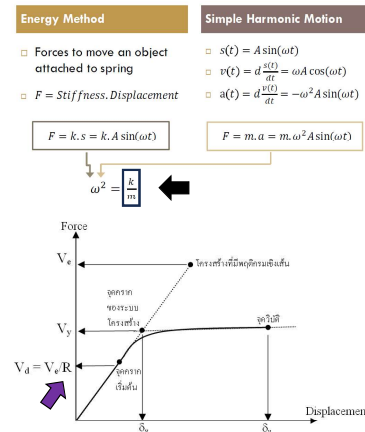 Energy Method
Simple Harmonic Motion
Forces to move an object
attached to spring
F = Stiffness.Displacement
s(t) = A sin(ωt)
v(t) = d s(t)/dt = ωA cos(ωt)
a(t) = d v(t)/dt = −ω²A sin(ωt)
F = k.s = k.A sin(ωt)
F = m.a = m.ω²A sin(ωt)
ω² = k/m
Force
Vₑ
โครงสร้างที่มีพฤติกรรมเชิงเส้น
จุดคราก
ของระบบ
โครงสร้าง
จุดวิบัติ
Vᵧ
V_d = Vₑ/R
จุดคราก
เริ่มต้น
Displacement